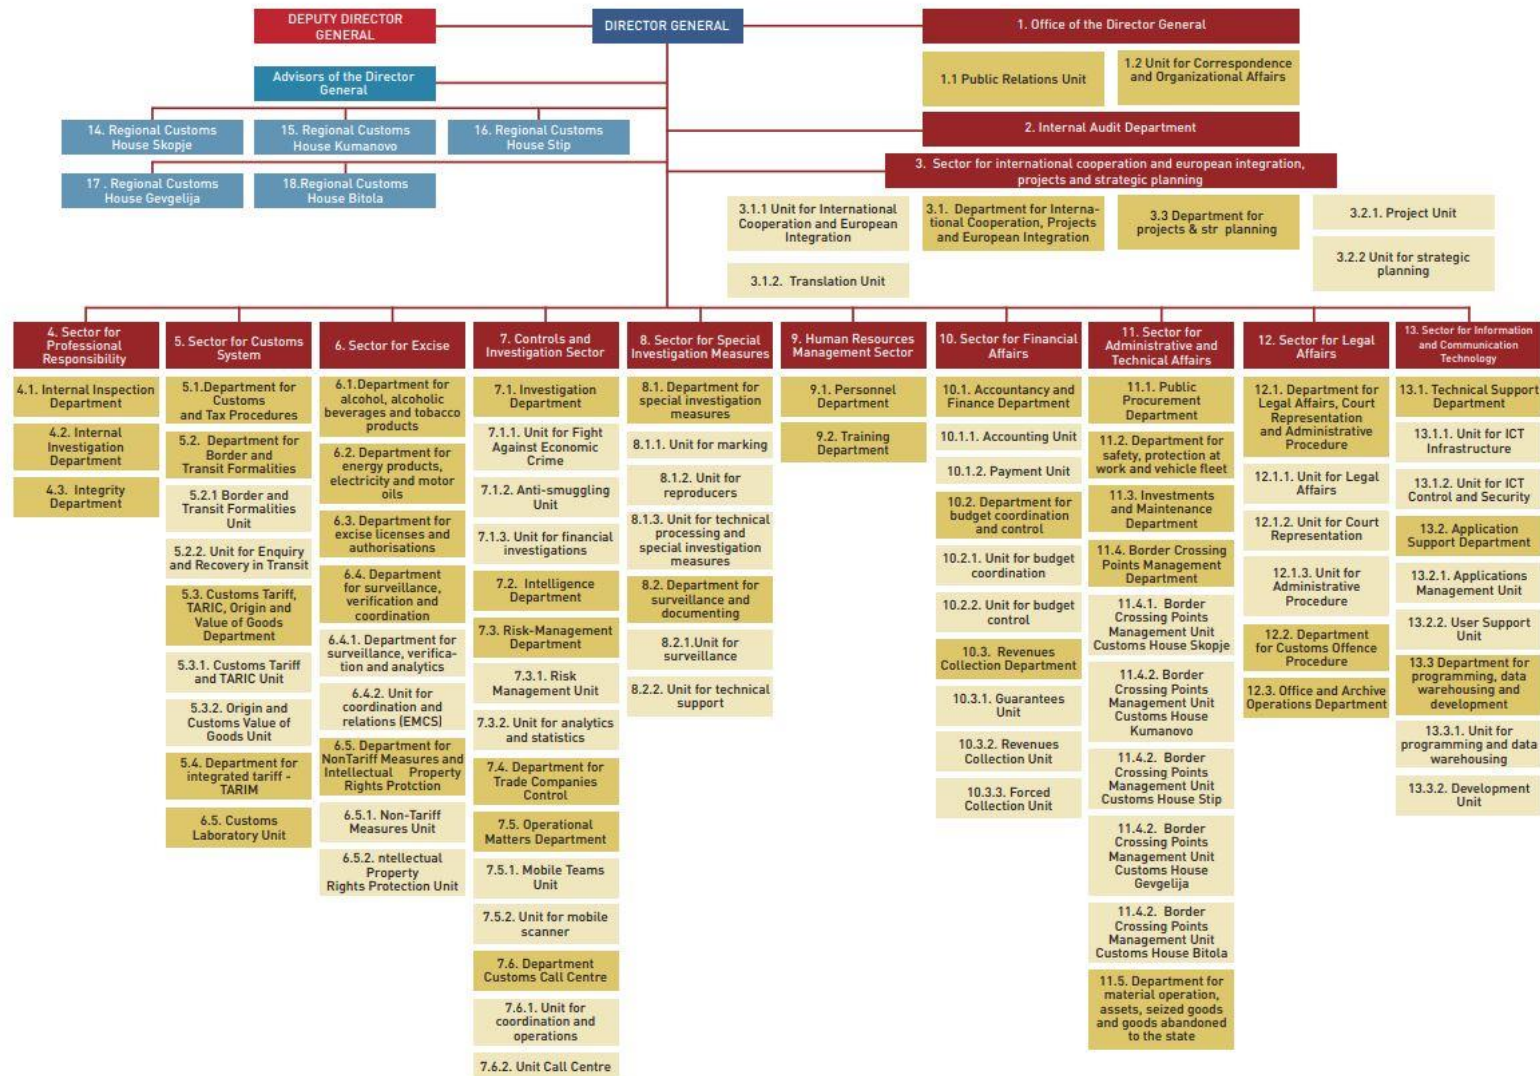 DEPUTY DIRECTOR
GENERAL
DIRECTOR GENERAL
1. Office of the Director General
1.1 Public Relations Unit
1.2 Unit for Correspondence
and Organizational Affairs
Advisors of the Director
General
14. Regional Customs
House Skopje
15. Regional Customs
House Kumanovo
16. Regional Customs
House Stip
2. Internal Audit Department
17 . Regional Customs
House Gevgelija
18.Regional Customs
House Bitola
3. Sector for international cooperation and european integration,
projects and strategic planning
3.1.1 Unit for International
Cooperation and European
Integration
3.1. Department for Interna-
tional Cooperation, Projects
and European Integration
3.3 Department for
projects & str planning
3.2.1. Project Unit
3.1.2. Translation Unit
3.2.2 Unit for strategic
planning
4. Sector for
Professional
Responsibility
4.1. Internal Inspection
Department
4.2. Internal
Investigation
Department
4.3. Integrity
Department
5. Sector for Customs
System
5.1.Department for
Customs
and Tax Procedures
5.2. Department for
Border and
Transit Formalities
5.2.1 Border and
Transit Formalities
Unit
5.2.2. Unit for Enquiry
and Recovery in Transit
5.3. Customs Tariff,
TARIC, Origin and
Value of Goods
Department
5.3.1. Customs Tariff
and TARIC Unit
5.3.2. Origin and
Customs Value of
Goods Unit
5.4. Department for
integrated tariff -
TARIM
6.5. Customs
Laboratory Unit
6. Sector for Excise
6.1.Department for
alcohol, alcoholic
beverages and tobacco
products
6.2. Department for
energy products,
electricity and motor
oils
6.3. Department for
excise licenses and
authorisations
6.4. Department
for surveillance,
verification and
coordination
6.4.1. Department for
surveillance, verifica-
tion and analytics
6.4.2. Unit for
coordination and
relations (EMCS)
6.5. Department for
NonTariff Measures and
Intellectual Property
Rights Protction
6.5.1. Non-Tariff
Measures Unit
6.5.2. ntellectual
Property
Rights Protection Unit
7. Controls and
Investigation Sector
7.1. Investigation
Department
7.1.1. Unit for Fight
Against Economic
Crime
7.1.2. Anti-smuggling
Unit
7.1.3. Unit for financial
investigations
7.2. Intelligence
Department
7.3. Risk-Management
Department
7.3.1. Risk
Management Unit
7.3.2. Unit for analytics
and statistics
7.4. Department for
Trade Companies
Control
7.5. Operational
Matters Department
7.5.1. Mobile Teams
Unit
7.5.2. Unit for mobile
scanner
7.6. Department
Customs Call Centre
7.6.1. Unit for
coordination and
operations
7.6.2. Unit Call Centre
8. Sector for Special
Investigation Measures
8.1. Department for
special investigation
measures
8.1.1. Unit for marking
8.1.2. Unit for
reproducers
8.1.3. Unit for technical
processing and
special investigation
measures
8.2. Department for
surveillance and
documenting
8.2.1.Unit for
surveillance
8.2.2. Unit for technical
support
9. Human Resources
Management Sector
9.1. Personnel
Department
9.2. Training
Department
10. Sector for Financial
Affairs
10.1. Accountancy and
Finance Department
10.1.1. Accounting Unit
10.1.2. Payment Unit
10.2. Department for
budget coordination
and control
10.2.1. Unit for budget
coordination
10.2.2. Unit for budget
control
10.3. Revenues
Collection Department
10.3.1. Guarantees
Unit
10.3.2. Revenues
Collection Unit
10.3.3. Forced
Collection Unit
11. Sector for
Administrative and
Technical Affairs
11.1. Public
Procurement
Department
11.2. Department for
safety, protection at
work and vehicle fleet
11.3. Investments
and Maintenance
Department
11.4. Border Crossing
Points Management
Department
11.4.1. Border
Crossing Points
Management Unit
Customs House Skopje
11.4.2. Border
Crossing Points
Management Unit
Customs House
Kumanovo
11.4.2. Border
Crossing Points
Management Unit
Customs House Stip
11.4.2. Border
Crossing Points
Management Unit
Customs House
Gevgelija
11.4.2. Border
Crossing Points
Management Unit
Customs House Bitola
11.5. Department for
material operation,
assets, seized goods
and goods abandoned
to the state
12. Sector for Legal
Affairs
12.1. Department for
Legal Affairs, Court
Representation
and Administrative
Procedure
12.1.1. Unit for Legal
Affairs
12.1.2. Unit for Court
Representation
12.1.3. Unit for
Administrative
Procedure
12.2. Department
for Customs Offence
Procedure
12.3. Office and Archive
Operations Department
13. Sector for Information
and Communication
Technology
13.1. Technical Support
Department
13.1.1. Unit for ICT
Infrastructure
13.1.2. Unit for ICT
Control and Security
13.2. Application
Support Department
13.2.1. Applications
Management Unit
13.2.2. User Support
Unit
13.3 Department for
programming, data
warehousing and
development
13.3.1. Unit for
programming and data
warehousing
13.3.2. Development
Unit